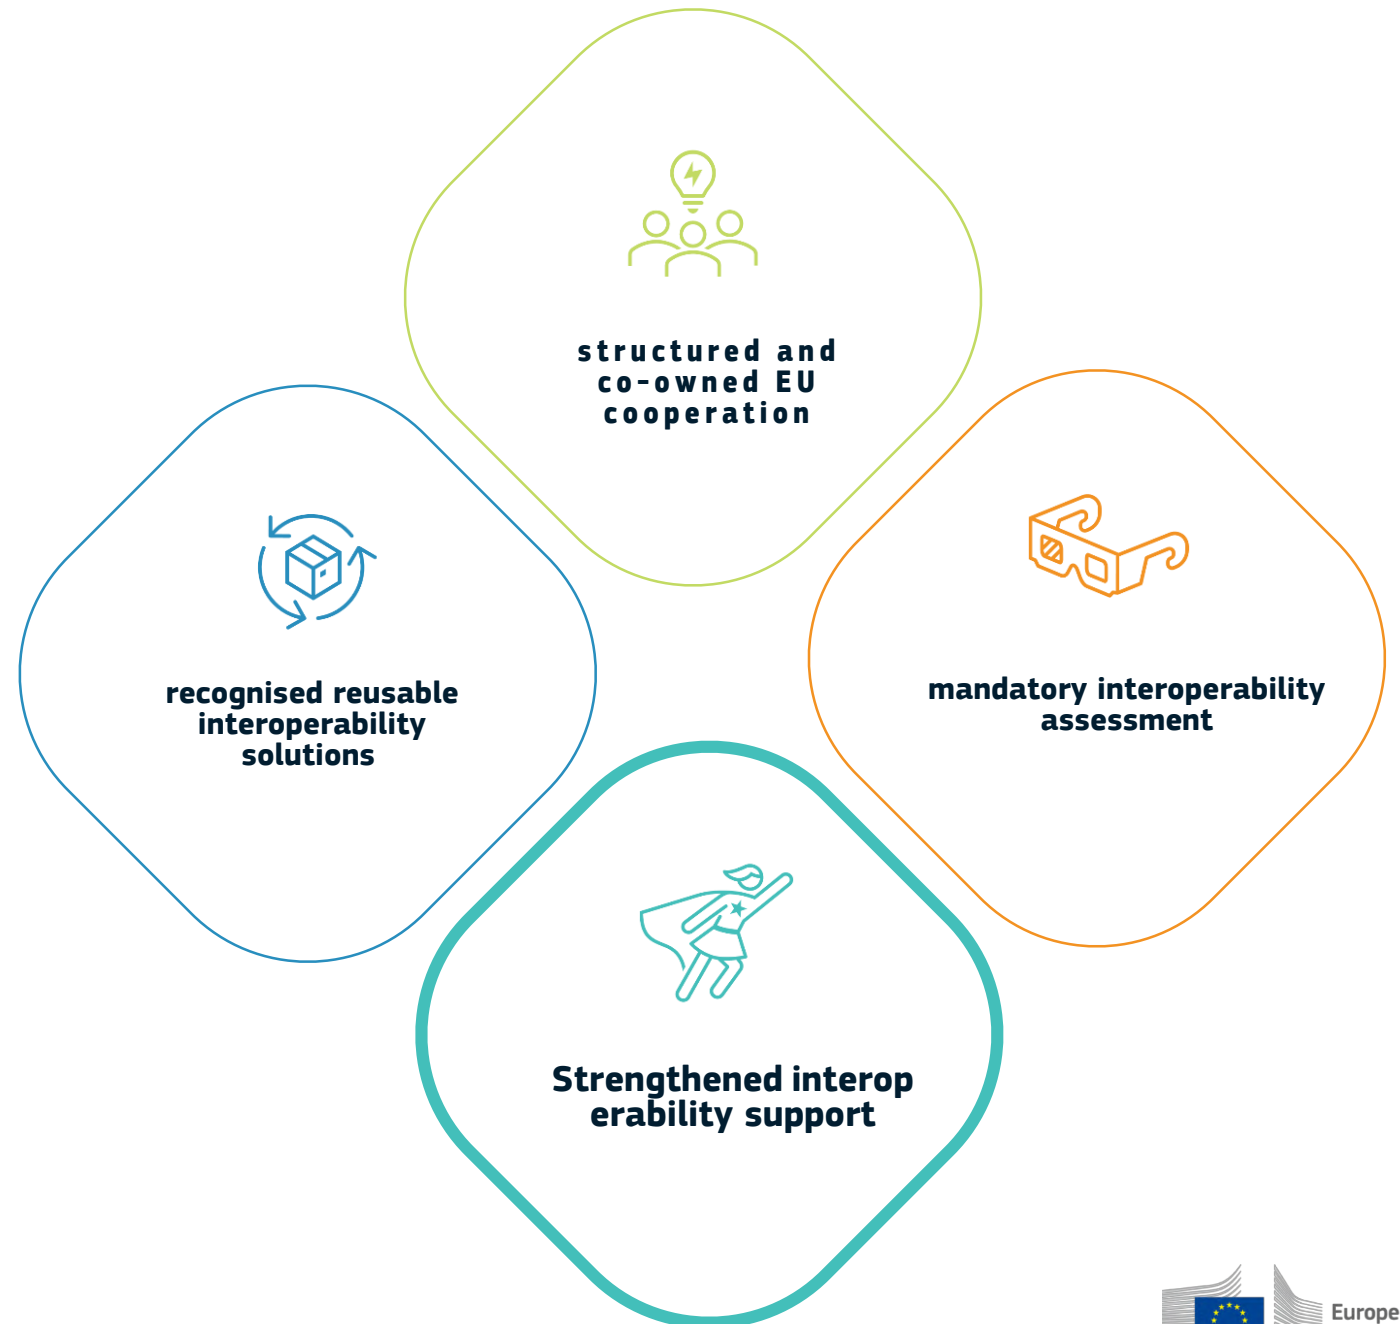 structured and
co-owned EU
cooperation
recognised reusable
interoperability
solutions
mandatory interoperability
assessment
Strengthened interop
erability support
Europe